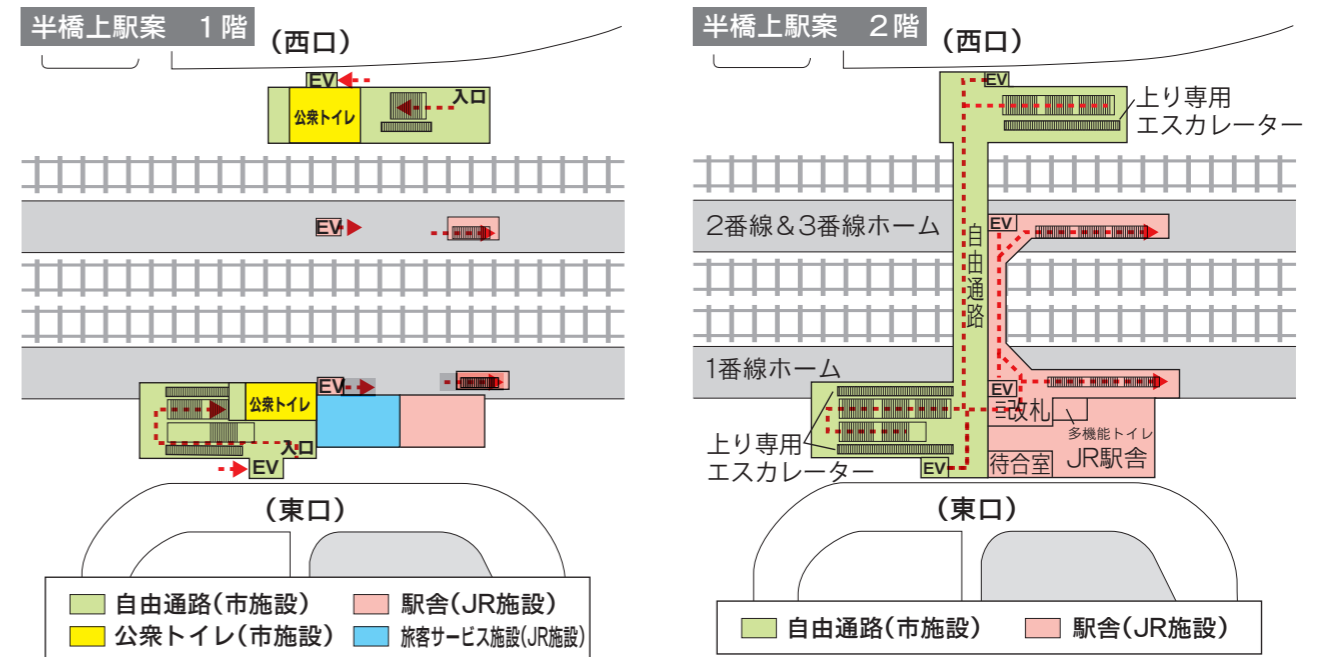 半橋上駅案 1階
(西口)
EV
入口
公衆トイレ
EV
EV
公衆トイレ
入口
EV
(東口)
自由通路(市施設)
駅舎(JR施設)
公衆トイレ(市施設)
旅客サービス施設(JR施設)
半橋上駅案 2階
(西口)
EV
上り専用
エスカレーター
2番線&3番線ホーム
EV
自由通路
1番線ホーム
EV
改札
多機能トイレ
上り専用
エスカレーター
EV
待合室
JR駅舎
(東口)
自由通路(市施設)
駅舎(JR施設)